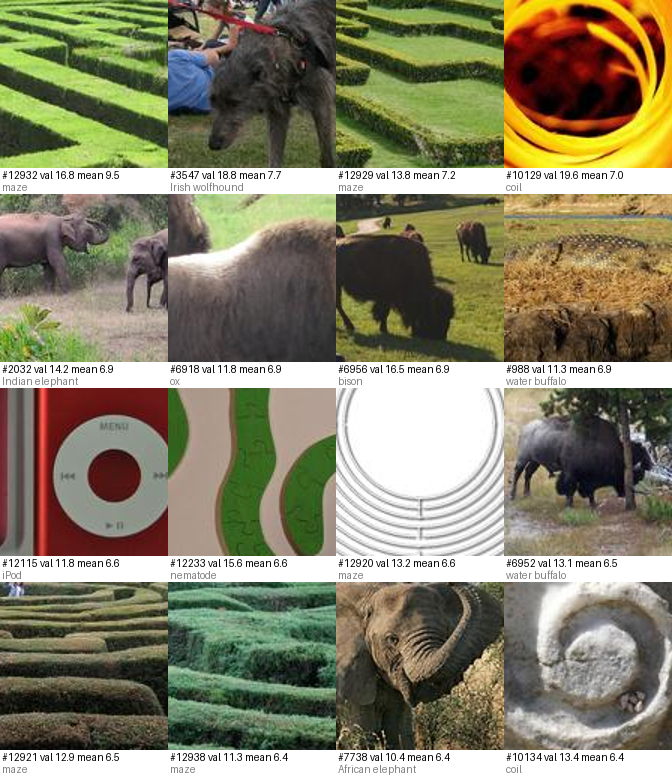 #12932 val 16.8 mean 9.5
maze
#3547 val 18.8 mean 7.7
Irish wolfhound
#12929 val 13.8 mean 7.2
maze
#10129 val 19.6 mean 7.0
coil
#2032 val 14.2 mean 6.9
Indian elephant
#6918 val 11.8 mean 6.9
ox
#6956 val 16.5 mean 6.9
bison
#988 val 11.3 mean 6.9
water buffalo
MENU
#12115 val 11.8 mean 6.6
iPod
#12233 val 15.6 mean 6.6
nematode
#12920 val 13.2 mean 6.6
maze
#6952 val 13.1 mean 6.5
water buffalo
#12921 val 12.9 mean 6.5
maze
#12938 val 11.3 mean 6.4
maze
#7738 val 10.4 mean 6.4
African elephant
#10134 val 13.4 mean 6.4
coil